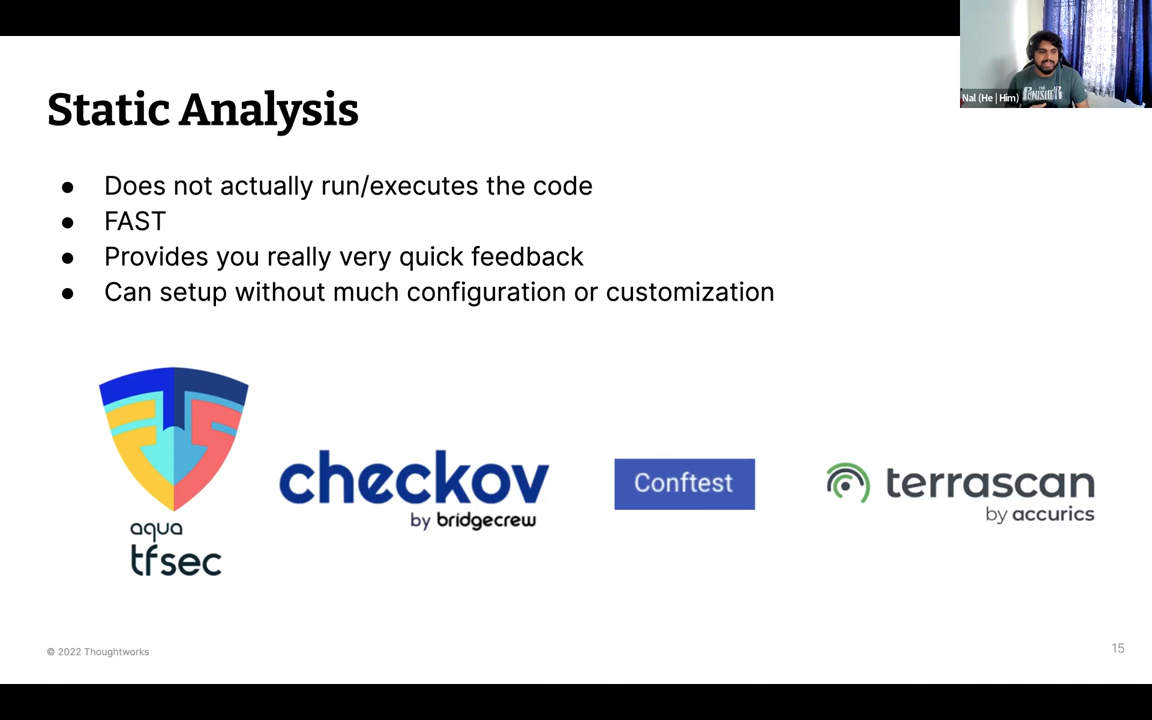 Static Analysis
● Does not actually run/executes the code
● FAST
● Provides you really very quick feedback
● Can setup without much configuration or customization
aqua
tfsec
checkov
by bridgecrew
Conftest
terrascan
by accurics
© 2022 Thoughtworks
15
Nal (He | Him)
THE
PUNISHER